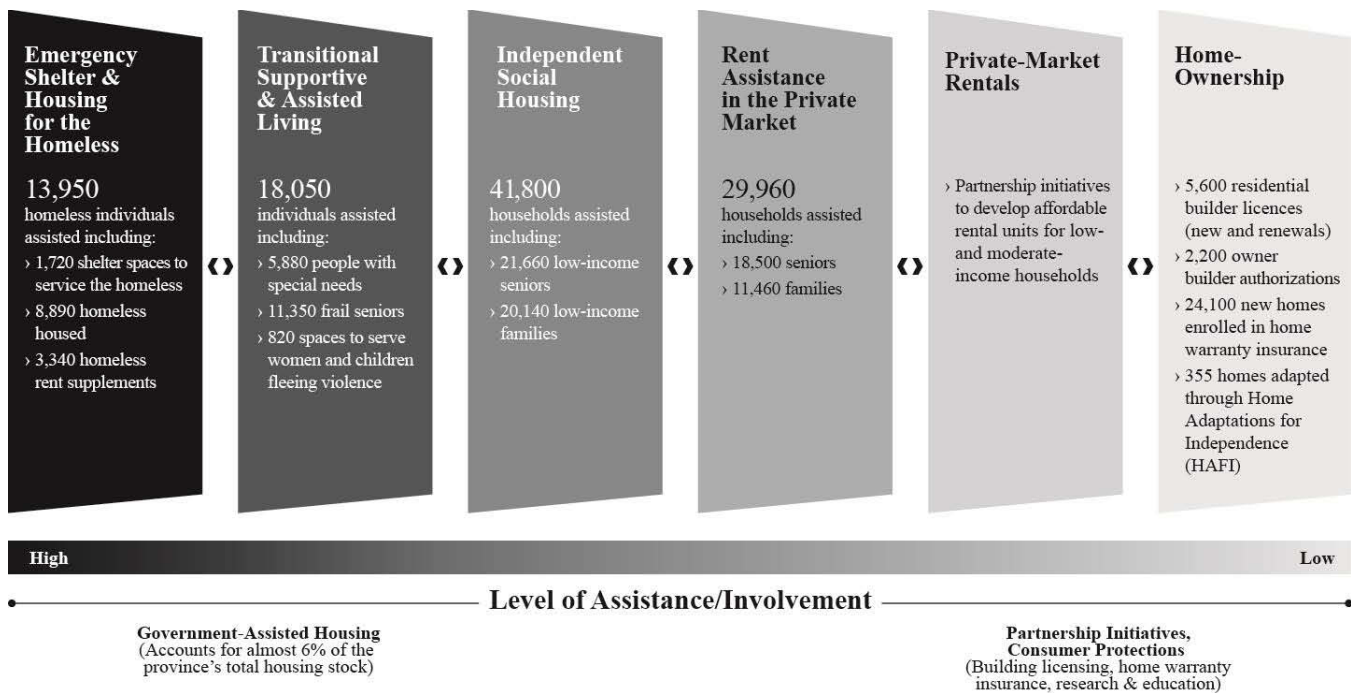 Emergency
Shelter &
Housing
for the
Homeless
13,950
homeless individuals
assisted including:
› 1,720 shelter spaces to
service the homeless
› 8,890 homeless
housed
› 3,340 homeless
rent supplements
Transitional
Supportive
& Assisted
Living
18,050
individuals assisted
including:
› 5,880 people with
special needs
› 11,350 frail seniors
› 820 spaces to serve
women and children
fleeing violence
Independent
Social
Housing
41,800
households assisted
including:
› 21,660 low-income
seniors
› 20,140 low-income
families
Rent
Assistance
in the Private
Market
29,960
households assisted
including:
› 18,500 seniors
› 11,460 families
Private-Market
Rentals
› Partnership initiatives
to develop affordable
rental units for low-
and moderate-
income households
Home-
Ownership
› 5,600 residential
builder licences
(new and renewals)
› 2,200 owner
builder authorizations
› 24,100 new homes
enrolled in home
warranty insurance
› 355 homes adapted
through Home
Adaptations for
Independence
(HAFI)
High
Low
Level of Assistance/Involvement
Government-Assisted Housing
(Accounts for almost 6% of the
province’s total housing stock)
Partnership Initiatives,
Consumer Protections
(Building licensing, home warranty
insurance, research & education)